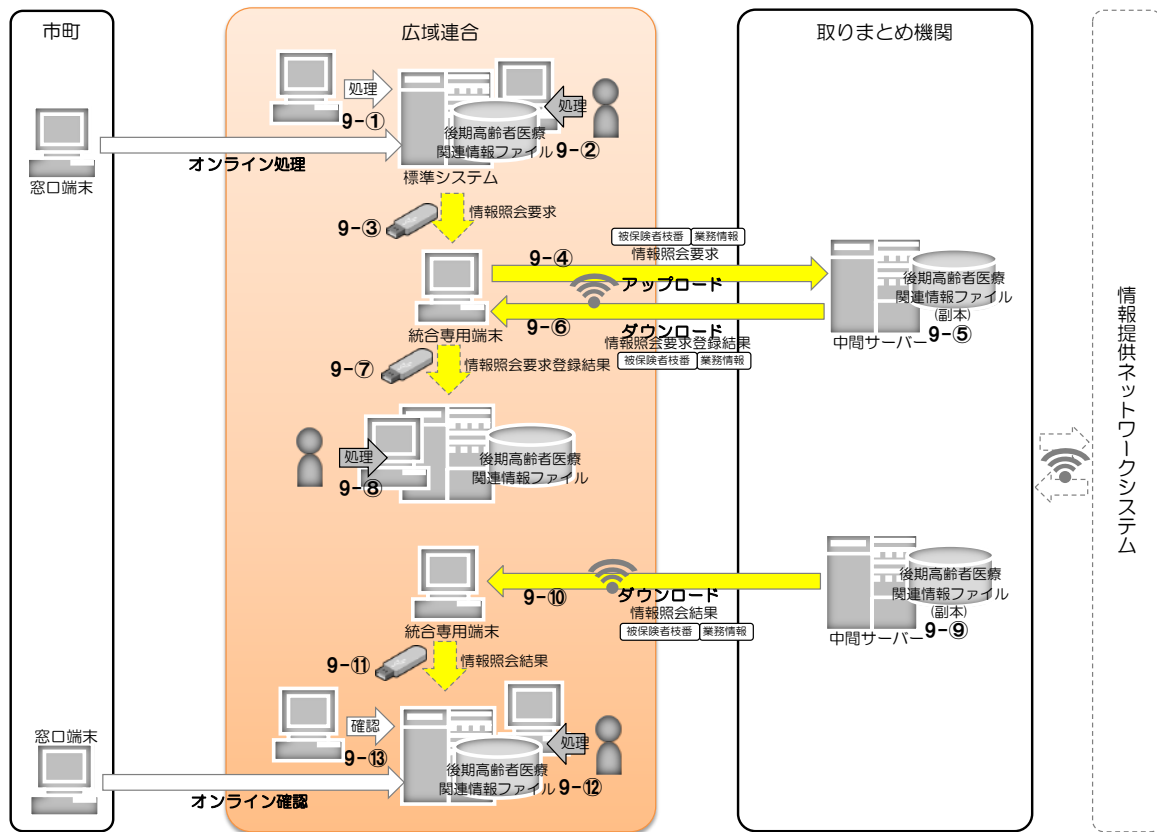 市町
広域連合
取りまとめ機関
処理
9-①
処理
後期高齢者医療
関連情報ファイル
9-②
標準システム
オンライン処理
窓口端末
9-③
情報照会要求
被保険者枝番
業務情報
情報照会要求
9-④
アップロード
後期高齢者医療
関連情報ファイル
(副本)
9-⑤
中間サーバー
9-⑥
ダウンロード
統合専用端末
情報照会要求登録結果
被保険者枝番
業務情報
9-⑦
情報照会要求登録結果
処理
9-⑧
後期高齢者医療
関連情報ファイル
情報提供ネットワークシステム
後期高齢者医療
関連情報ファイル
(副本)
9-⑨
中間サーバー
9-⑩
ダウンロード
情報照会結果
被保険者枝番
業務情報
統合専用端末
9-⑪
情報照会結果
確認
9-⑬
処理
後期高齢者医療
関連情報ファイル
9-⑫
窓口端末
オンライン確認